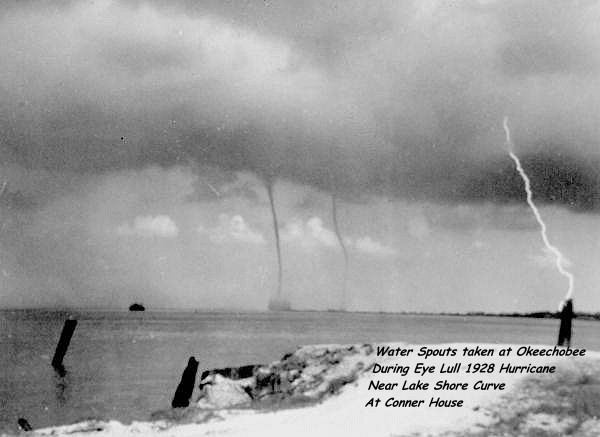 Water Spouts taken at Okeechobee
During Eye Lull 1928 Hurricane
Near Lake Shore Curve
At Conner House